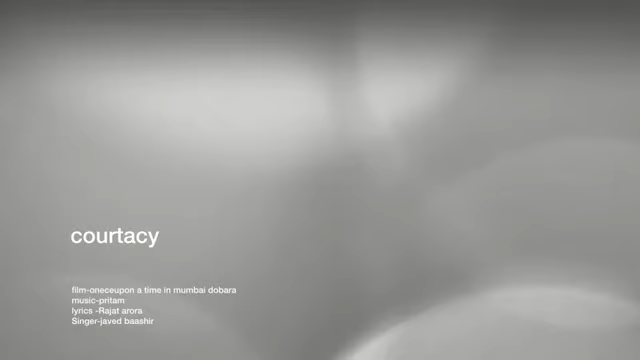 courtacy
film-oneceupon a time in mumbai dobara
music-pritam
lyrics -Rajat arora
Singer-javed baashir